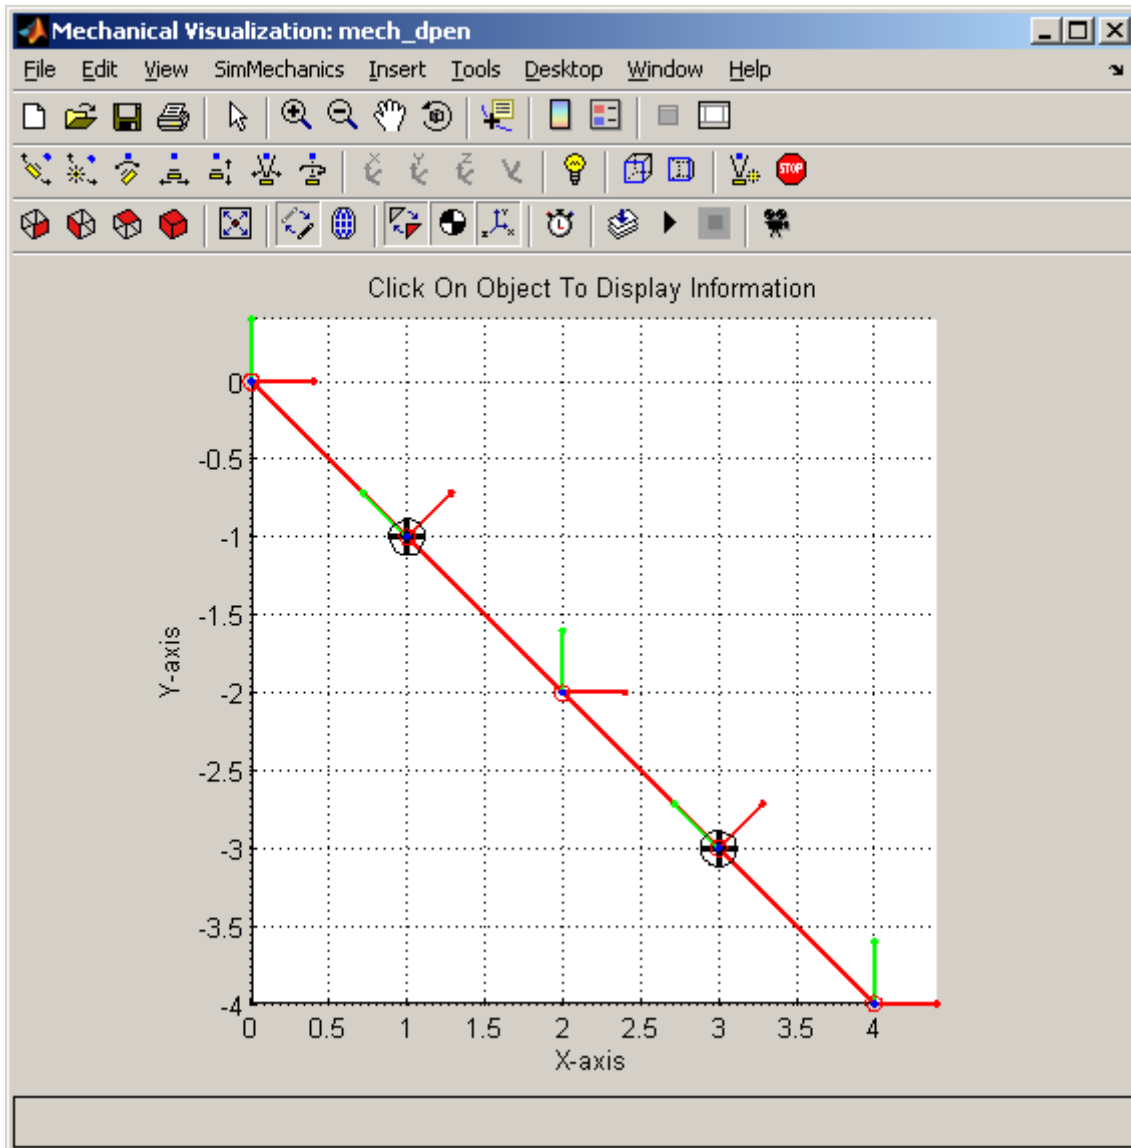 Mechanical Visualization: mech_dpen
File Edit View SimMechanics Insert Tools Desktop Window Help
X Y Z
STOP
Click On Object To Display Information
0
-0.5
-1
-1.5
-2
-2.5
-3
-3.5
-4
Y-axis
0 0.5 1 1.5 2 2.5 3 3.5 4
X-axis